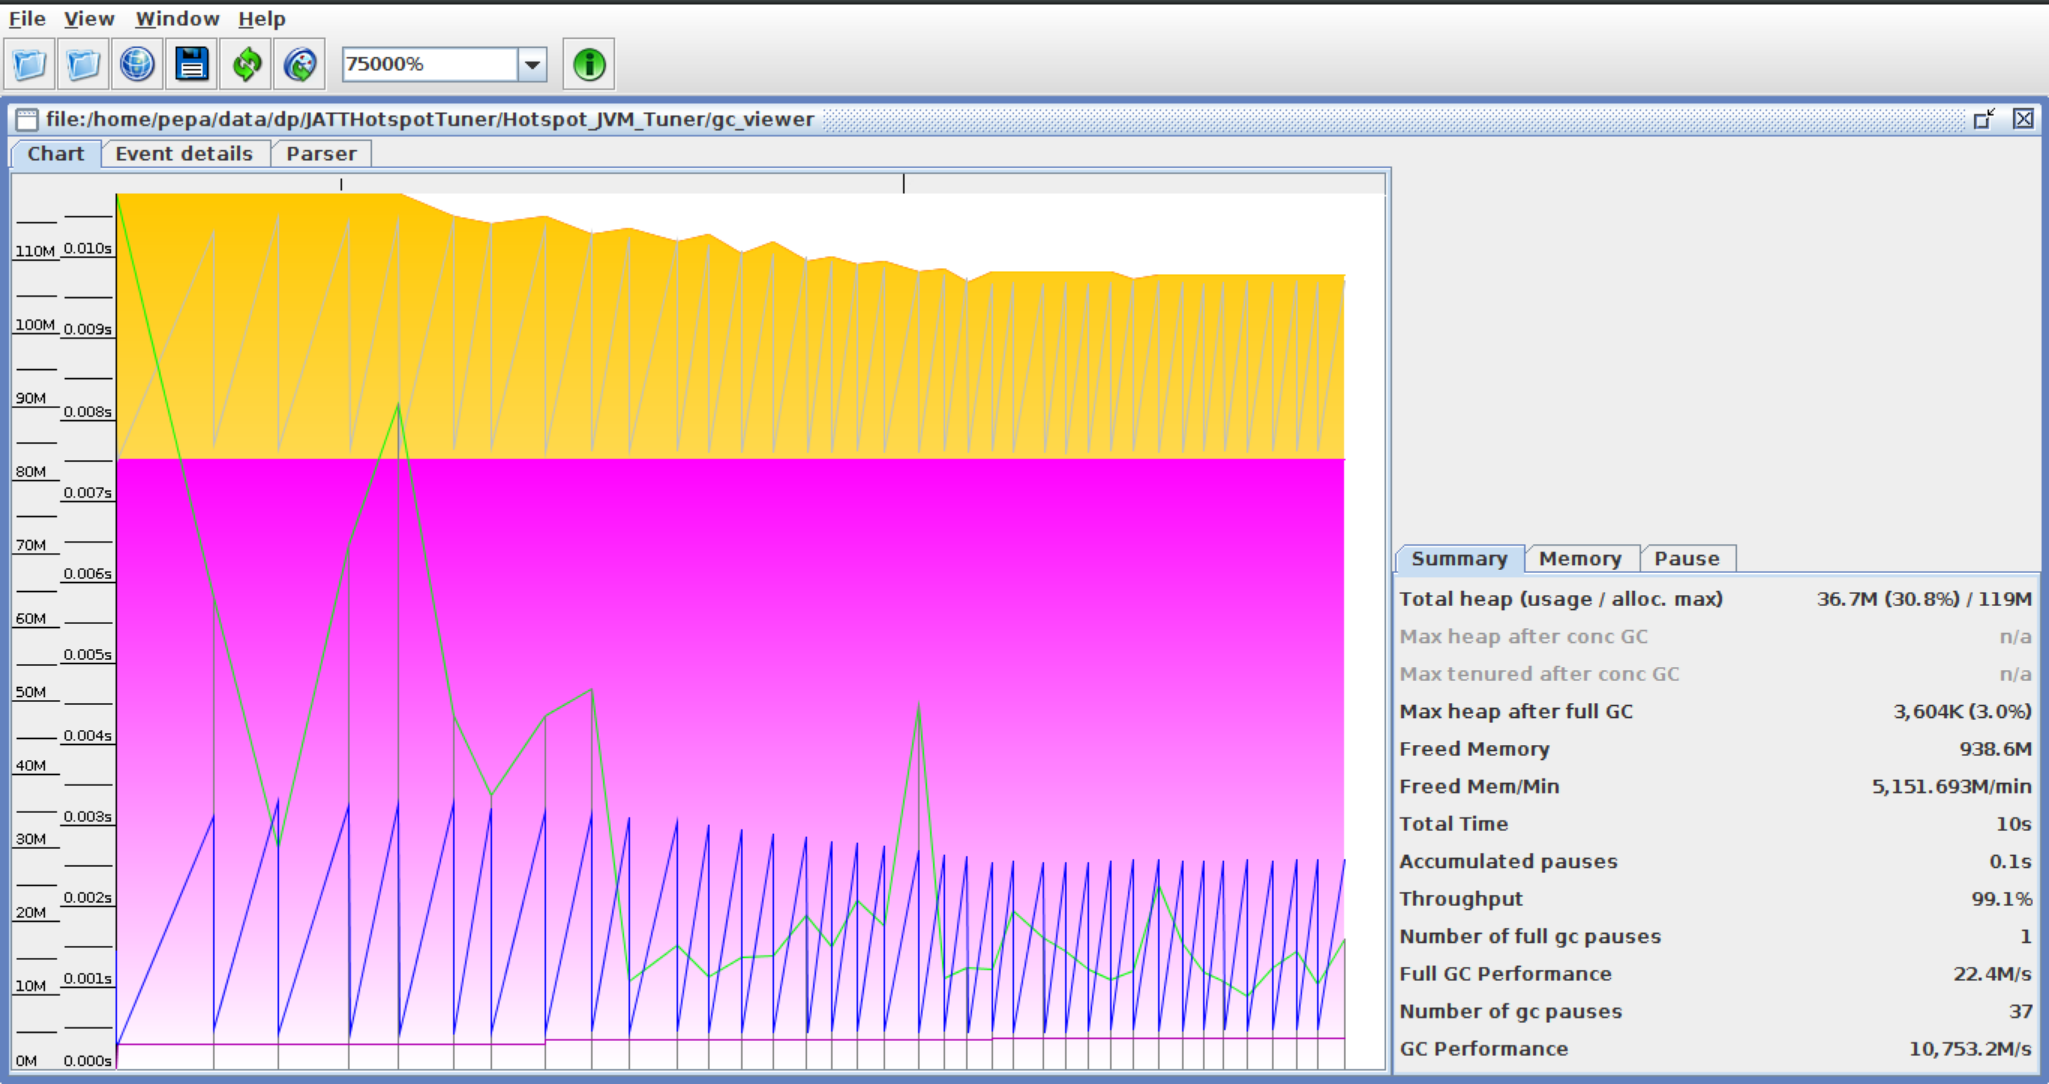 File View Window Help
75000%
file:/home/pepa/data/dp/JATTHotspotTuner/Hotspot_JVM_Tuner/gc_viewer
Chart Event details Parser
110M 0.010s
100M 0.009s
90M 0.008s
80M 0.007s
70M 0.006s
60M 0.005s
50M 0.004s
40M 0.003s
30M 0.002s
20M 0.001s
10M 0.000s
0M
Summary Memory Pause
Total heap (usage / alloc. max) 36.7M (30.8%) / 119M
Max heap after conc GC n/a
Max tenured after conc GC n/a
Max heap after full GC 3,604K (3.0%)
Freed Memory 938.6M
Freed Mem/Min 5,151.693M/min
Total Time 10s
Accumulated pauses 0.1s
Throughput 99.1%
Number of full gc pauses 1
Full GC Performance 22.4M/s
Number of gc pauses 37
GC Performance 10,753.2M/s